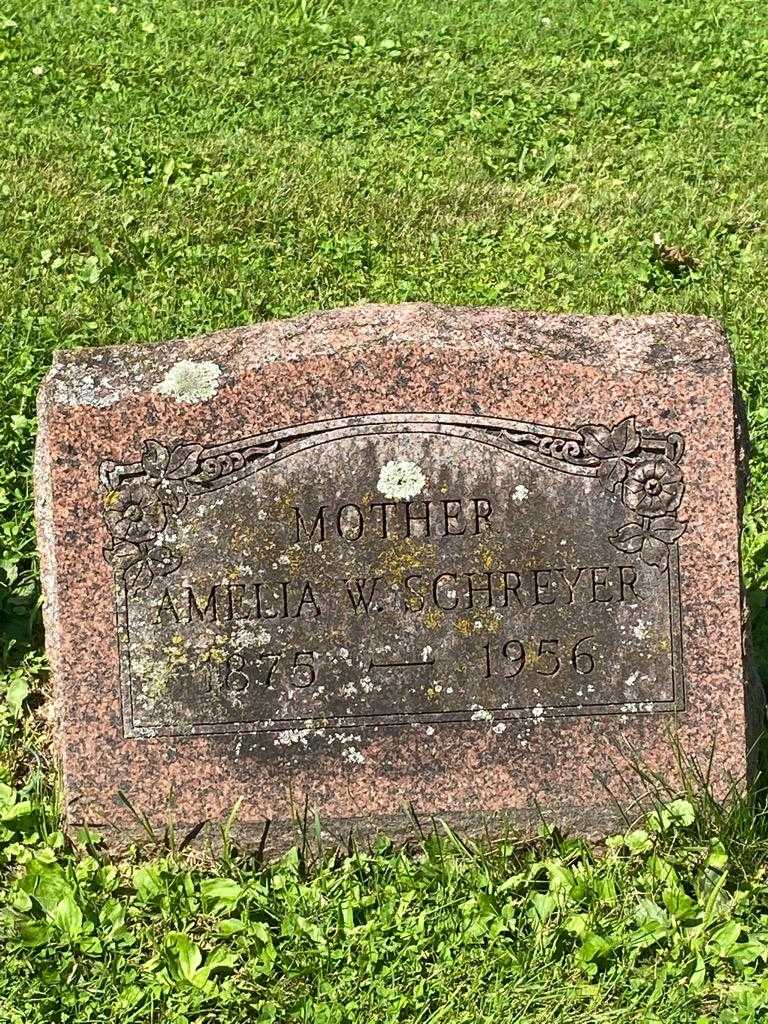 MOTHER
AMELIA W. SCHREYER
1875 — 1956